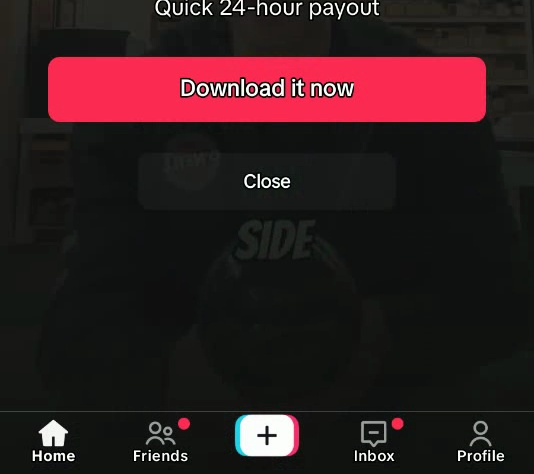 Quick 24-hour payout
Download it now
Close
SIDE
Home
Friends
Inbox
Profile